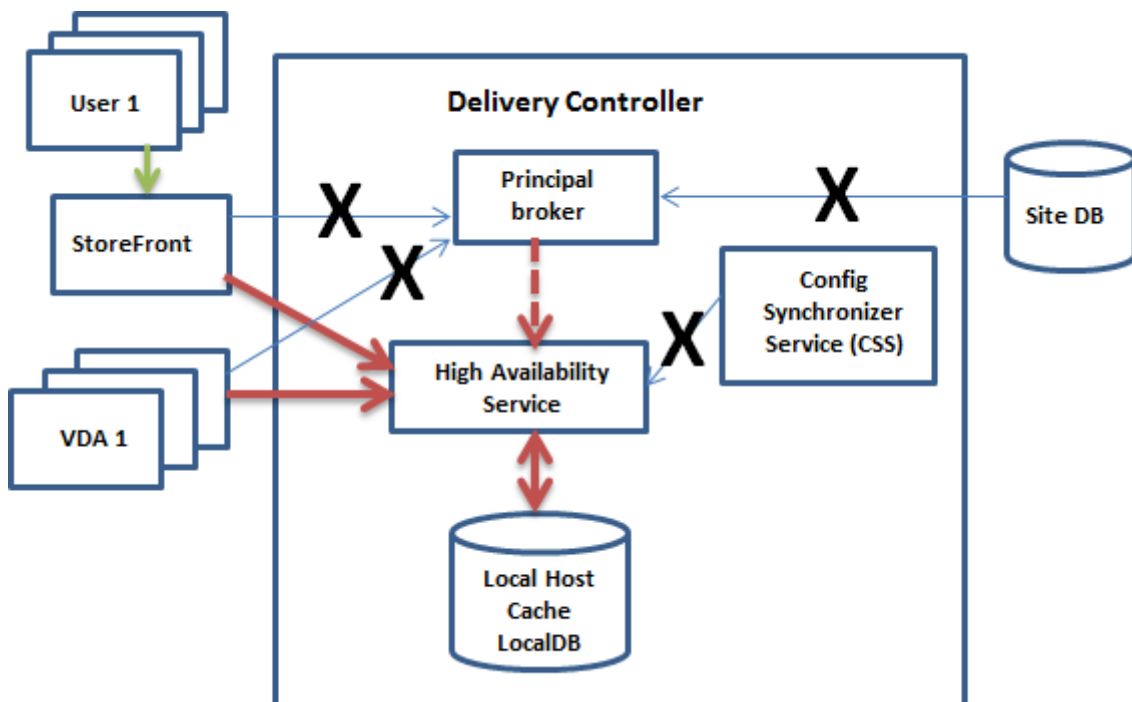 User 1
Delivery Controller
Principal
broker
X
X
Site DB
StoreFront
X
Config
Synchronizer
Service (CSS)
X
High Availability
Service
VDA 1
Local Host
Cache
LocalDB